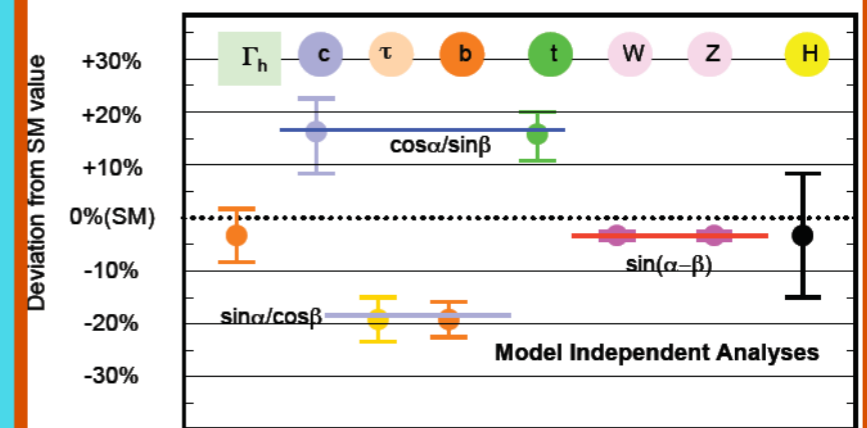 Deviation from SM value
+30%
+20%
+10%
0%(SM)
-10%
-20%
-30%
Γh c τ b t W Z H
cosα/sinβ
sin(α−β)
sinα/cosβ
Model Independent Analyses